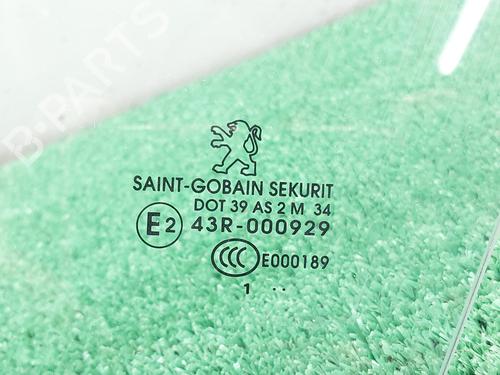 B-PARTS
SAINT-GOBAIN SEKURIT
DOT 39 AS 2 M 34
E2 43R-000929
CCC E000189
1 ..